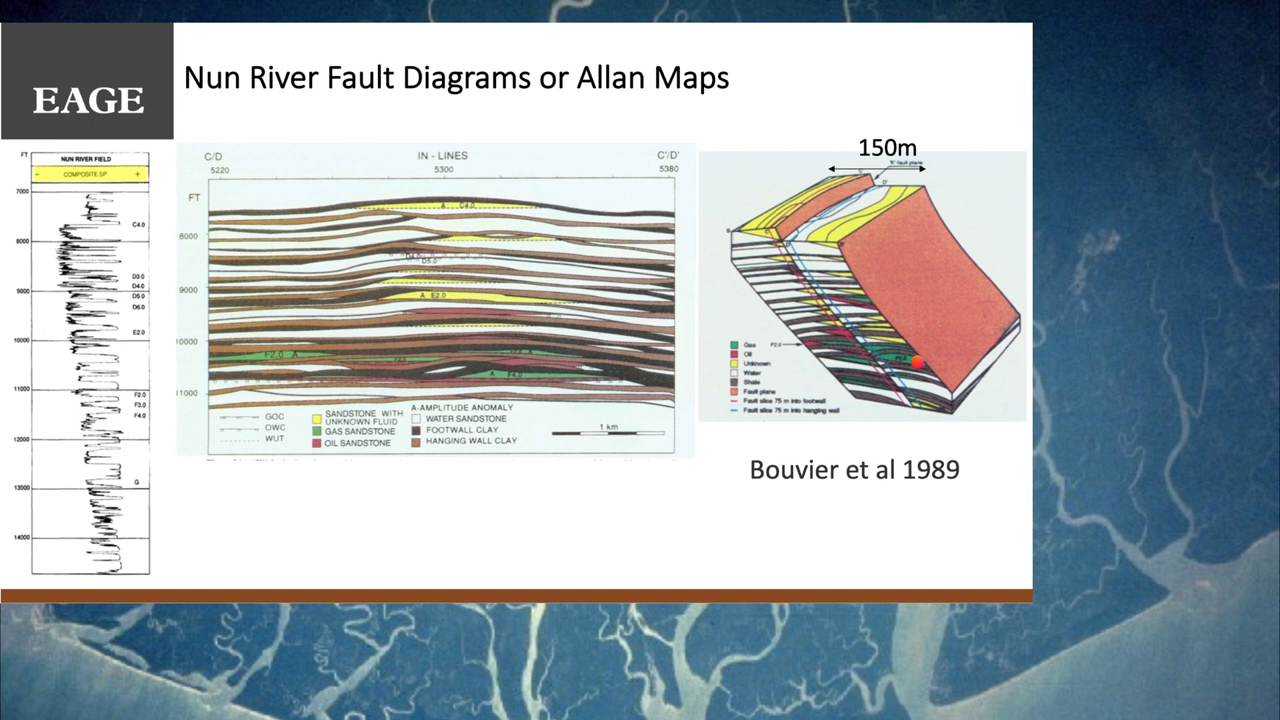 EAGE
Nun River Fault Diagrams or Allan Maps
FT
NUN RIVER FIELD
- COMPOSITE SP +
7000
C4.0
8000
D3.0
D4.0
9000
D5.0
D6.0
E2.0
10000
11000
F2.0
F3.0
F4.0
12000
G
13000
14000
C/D
IN - LINES
C'/D'
5220
5300
5380
FT
A C4.0
8000
D5.0
9000
A E2.0
10000
F2.0 A
A F4.0
11000
GOC
OWC
WUT
SANDSTONE WITH
UNKNOWN FLUID
GAS SANDSTONE
OIL SANDSTONE
A-AMPLITUDE ANOMALY
WATER SANDSTONE
FOOTWALL CLAY
HANGING WALL CLAY
1 km
150m
'K' fault plane
Gas
Oil
Unknown
Water
Shale
Fault plane
Fault slice 75 m into footwall
Fault slice 75 m into hanging wall
F2.0
Bouvier et al 1989